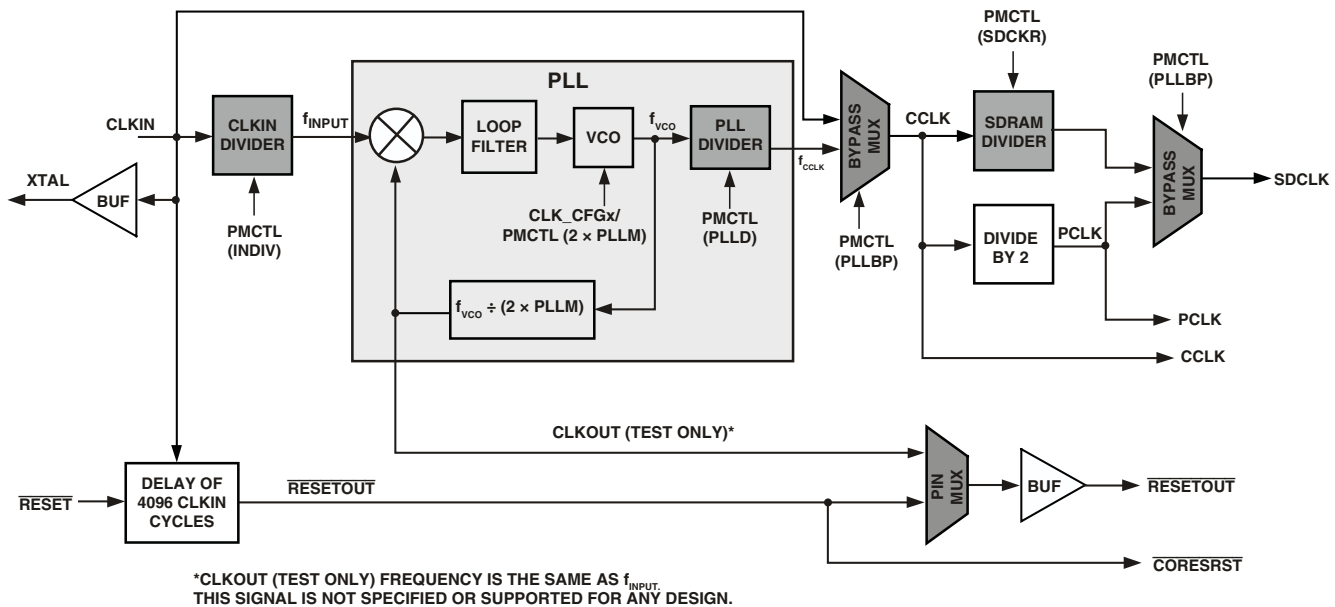 PMCTL
(SDCKR)
PMCTL
(PLLBP)
PLL
CLKIN
CLKIN
DIVIDER
fINPUT
LOOP
FILTER
VCO
fVCO
PLL
DIVIDER
fCCLK
BYPASS
MUX
CCLK
SDRAM
DIVIDER
BYPASS
MUX
SDCLK
XTAL
BUF
PMCTL
(INDIV)
CLK_CFGx/
PMCTL (2 × PLLM)
PMCTL
(PLLD)
PMCTL
(PLLBP)
DIVIDE
BY 2
PCLK
fVCO ÷ (2 × PLLM)
PCLK
CCLK
CLKOUT (TEST ONLY)*
RESET
DELAY OF
4096 CLKIN
CYCLES
RESETOUT
PIN
MUX
BUF
RESETOUT
CORESRST
*CLKOUT (TEST ONLY) FREQUENCY IS THE SAME AS fINPUT.
THIS SIGNAL IS NOT SPECIFIED OR SUPPORTED FOR ANY DESIGN.